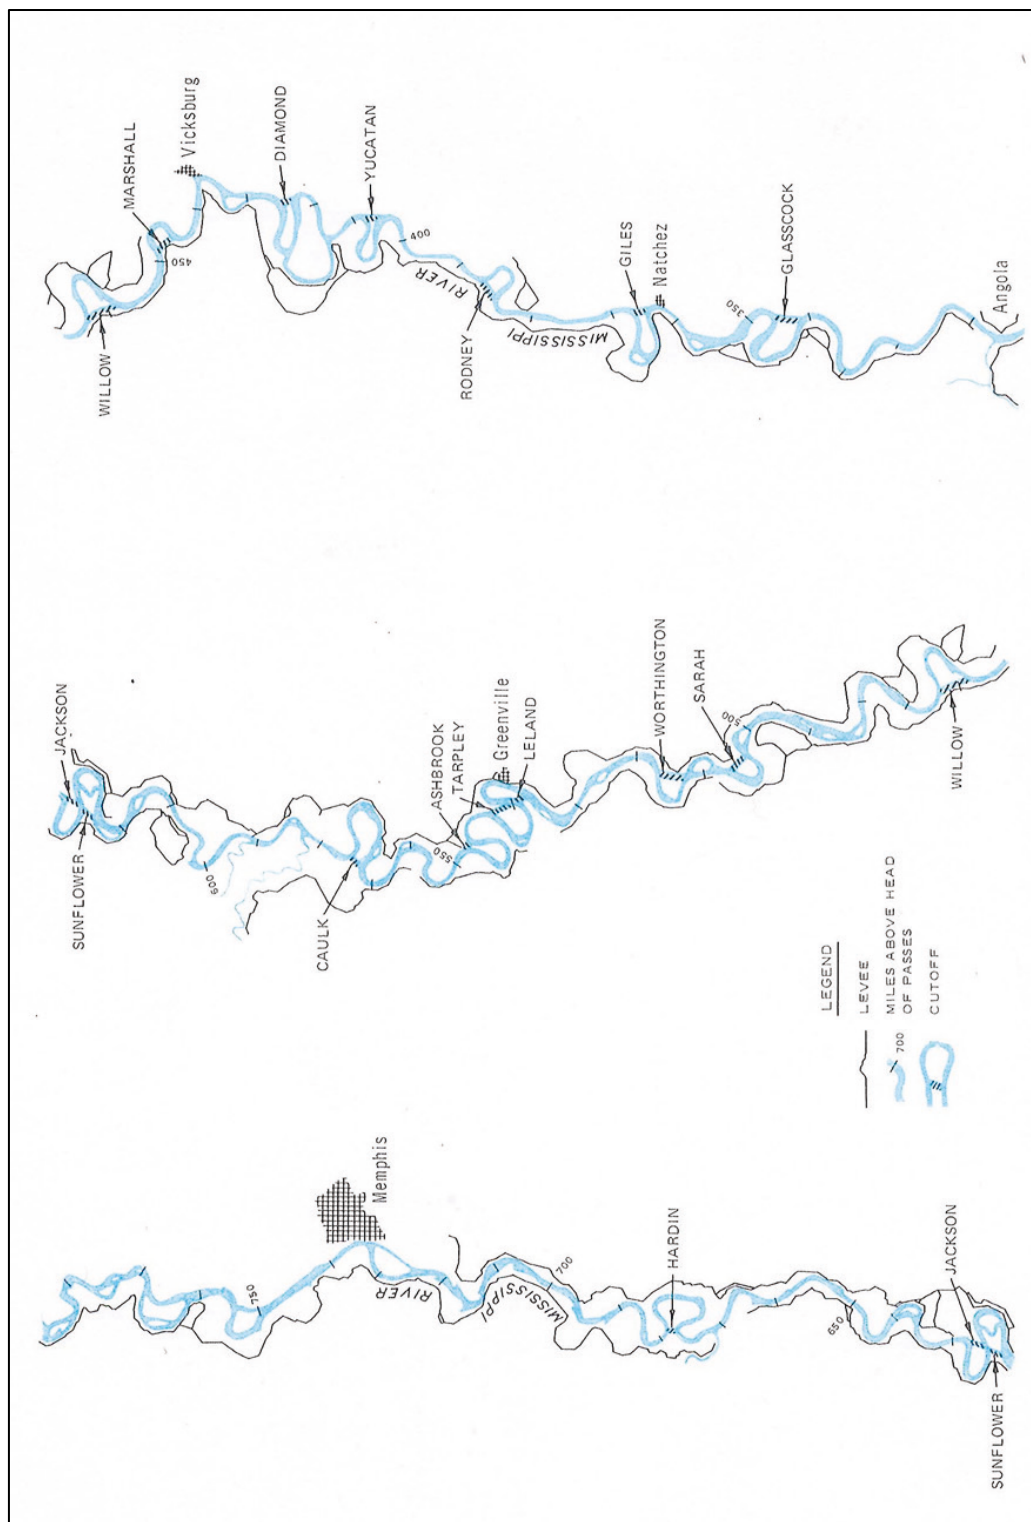 WILLOW
MARSHALL
450
Vicksburg
DIAMOND
YUCATAN
400
MISSISSIPPI RIVER
RODNEY
GILES
Natchez
350
GLASSCOCK
Angola
JACKSON
SUNFLOWER
600
CAULK
ASHBROOK
TARPLEY
550
Greenville
LELAND
WORTHINGTON
SARAH
500
WILLOW
LEGEND
LEVEE
700
MILES ABOVE HEAD
OF PASSES
CUTOFF
750
Memphis
MISSISSIPPI RIVER
700
HARDIN
650
JACKSON
SUNFLOWER